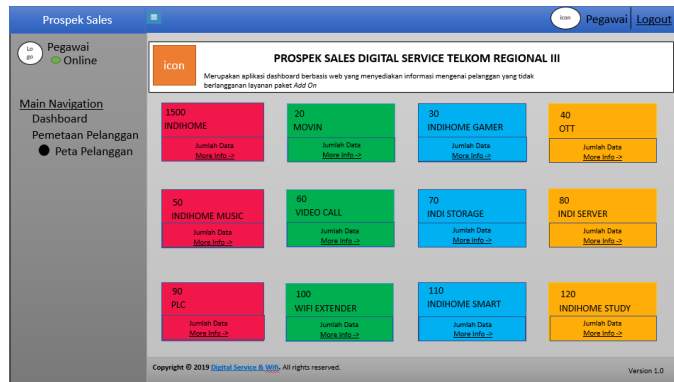 Prospek Sales
icon
Pegawai
Logout
Lo
go
Pegawai
Online
Main Navigation
Dashboard
Pemetaan Pelanggan
Peta Pelanggan
icon
PROSPEK SALES DIGITAL SERVICE TELKOM REGIONAL III
Merupakan aplikasi dashboard berbasis web yang menyediakan informasi mengenai pelanggan yang tidak
berlangganan layanan paket Add On
1500
INDIHOME
Jumlah Data
More Info ->
20
MOVIN
Jumlah Data
More Info ->
30
INDIHOME GAMER
Jumlah Data
More Info ->
40
OTT
Jumlah Data
More Info ->
50
INDIHOME MUSIC
Jumlah Data
More Info ->
60
VIDEO CALL
Jumlah Data
More Info ->
70
INDI STORAGE
Jumlah Data
More Info ->
80
INDI SERVER
Jumlah Data
More Info ->
90
PLC
Jumlah Data
More Info ->
100
WIFI EXTENDER
Jumlah Data
More Info ->
110
INDIHOME SMART
Jumlah Data
More Info ->
120
INDIHOME STUDY
Jumlah Data
More Info ->
Copyright © 2019 Digital Service & Wifi. All rights reserved.
Version 1.0